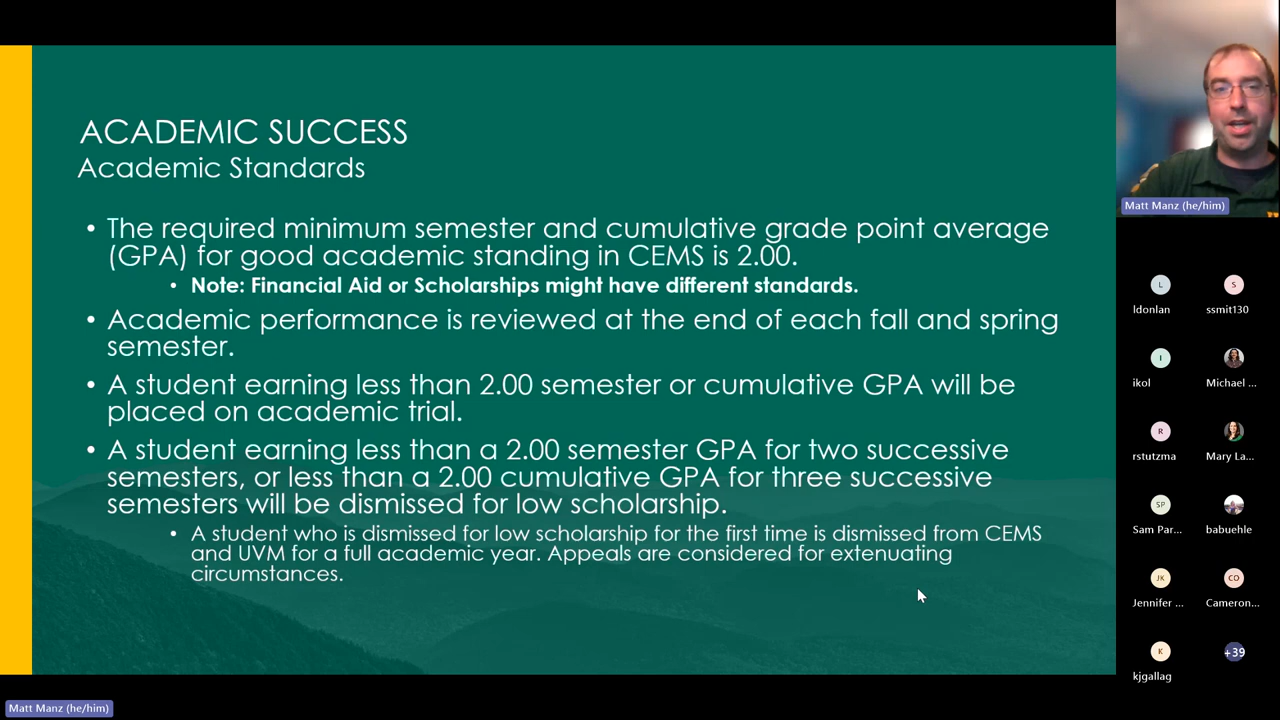 ACADEMIC SUCCESS
Academic Standards
• The required minimum semester and cumulative grade point average
(GPA) for good academic standing in CEMS is 2.00.
• Note: Financial Aid or Scholarships might have different standards.
• Academic performance is reviewed at the end of each fall and spring
semester.
• A student earning less than 2.00 semester or cumulative GPA will be
placed on academic trial.
• A student earning less than a 2.00 semester GPA for two successive
semesters, or less than a 2.00 cumulative GPA for three successive
semesters will be dismissed for low scholarship.
• A student who is dismissed for low scholarship for the first time is dismissed from CEMS
and UVM for a full academic year. Appeals are considered for extenuating
circumstances.
Matt Manz (he/him)
L
S
ldonlan
ssmit130
I
ikol
Michael ...
R
rstutzma
Mary La...
SP
Sam Par...
babuehle
JK
CO
Jennifer ...
Cameron...
K
+39
kjgallag
Matt Manz (he/him)